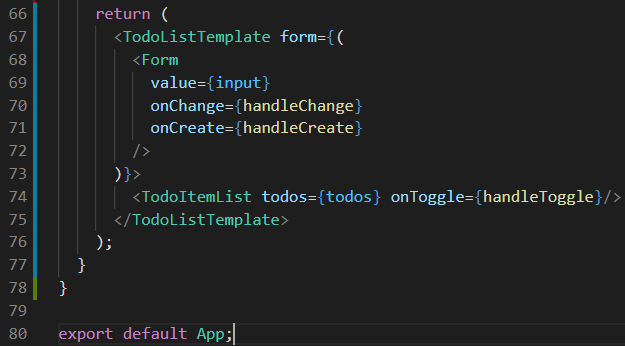 66 return (
67 <TodoListTemplate form={(
68 <Form
69 value={input}
70 onChange={handleChange}
71 onCreate={handleCreate}
72 />
73 )}>
74 <TodoItemList todos={todos} onToggle={handleToggle}/>
75 </TodoListTemplate>
76 );
77 }
78 }
79
80 export default App;